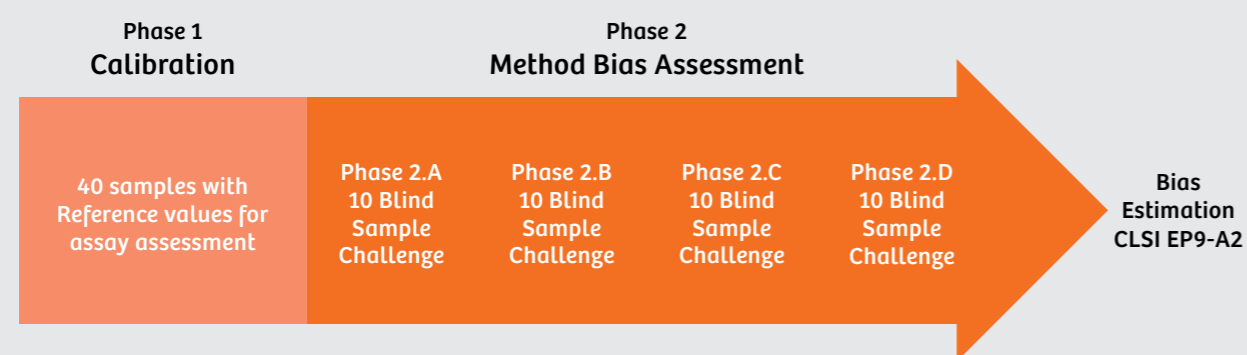 Phase 1
Calibration
Phase 2
Method Bias Assessment
40 samples with
Reference values for
assay assessment
Phase 2.A
10 Blind
Sample
Challenge
Phase 2.B
10 Blind
Sample
Challenge
Phase 2.C
10 Blind
Sample
Challenge
Phase 2.D
10 Blind
Sample
Challenge
Bias
Estimation
CLSI EP9-A2